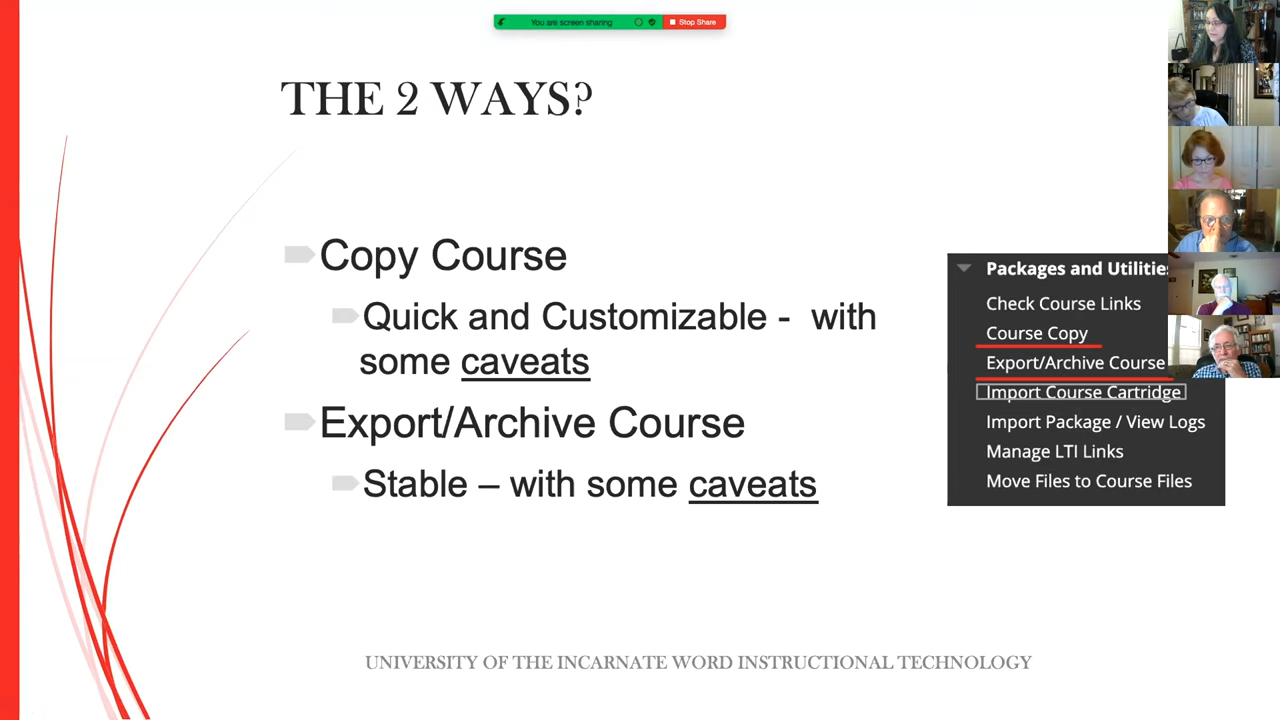 You are screen sharing
Stop Share
THE 2 WAYS?
Copy Course
Quick and Customizable - with
some caveats
Export/Archive Course
Stable – with some caveats
Packages and Utilities
Check Course Links
Course Copy
Export/Archive Course
Import Course Cartridge
Import Package / View Logs
Manage LTI Links
Move Files to Course Files
UNIVERSITY OF THE INCARNATE WORD INSTRUCTIONAL TECHNOLOGY